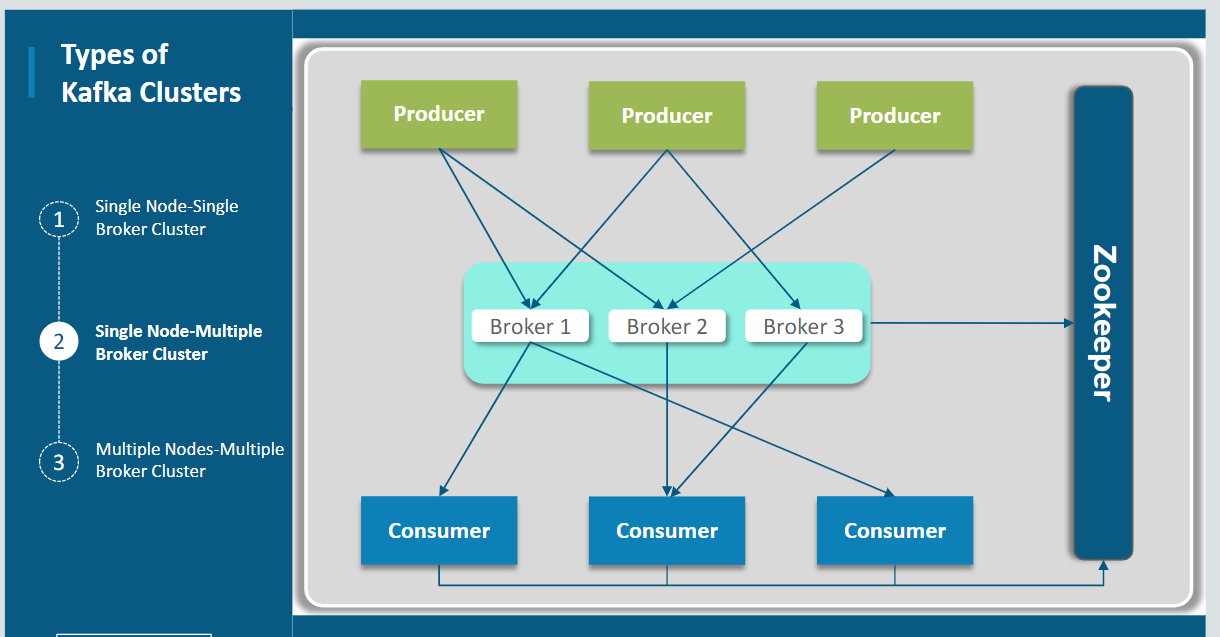 Types of
Kafka Clusters
1
Single Node-Single
Broker Cluster
2
Single Node-Multiple
Broker Cluster
3
Multiple Nodes-Multiple
Broker Cluster
Producer
Producer
Producer
Broker 1
Broker 2
Broker 3
Consumer
Consumer
Consumer
Zookeeper